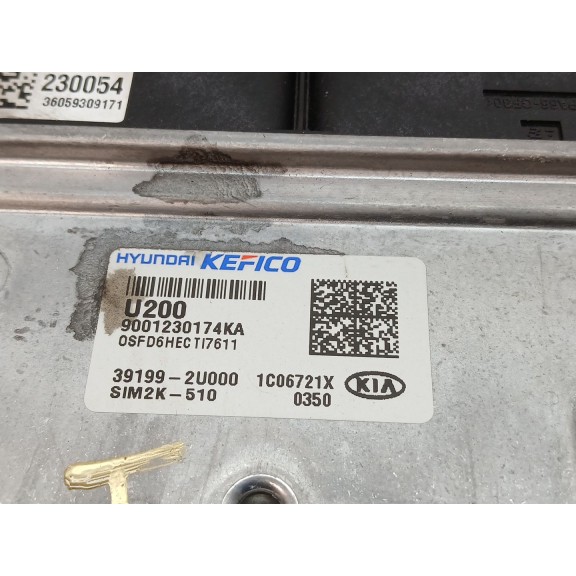 230054
36059309171
HYUNDAI KEFICO
U200
9001230174KA
OSFD6HECTI7611
39199-2U000 1C06721X KIA
SIM2K-510 0350